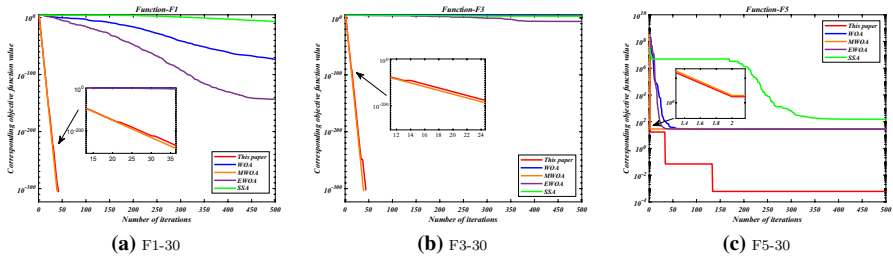 Function-F1
Corresponding objective function value
10^0
10^-100
10^-200
10^-300
10^0
10^-200
15 20 25 30 35
This paper
WOA
MWOA
EWOA
SSA
0 50 100 150 200 250 300 350 400 450 500
Number of iterations
(a) F1-30
Function-F3
Corresponding objective function value
10^0
10^-100
10^-200
10^-300
10^0
10^-200
12 14 16 18 20 22 24
This paper
WOA
MWOA
EWOA
SSA
0 50 100 150 200 250 300 350 400 450 500
Number of iterations
(b) F3-30
Function-F5
Corresponding objective function value
10^10
10^8
10^6
10^4
10^2
10^0
10^-2
10^-4
1.4 1.6 1.8 2
This paper
WOA
MWOA
EWOA
SSA
0 50 100 150 200 250 300 350 400 450 500
Number of iterations
(c) F5-30